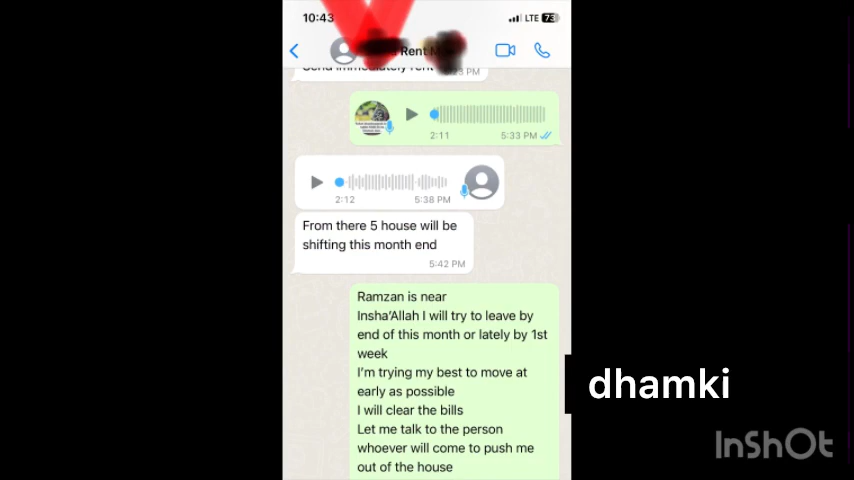 10:43
LTE 73
Rent
Send immediately rent
2:11 5:33 PM
2:12 5:38 PM
From there 5 house will be
shifting this month end
5:42 PM
Ramzan is near
Insha'Allah I will try to leave by
end of this month or lately by 1st
week
I'm trying my best to move at
early as possible
I will clear the bills
Let me talk to the person
whoever will come to push me
out of the house
dhamki
InShOt